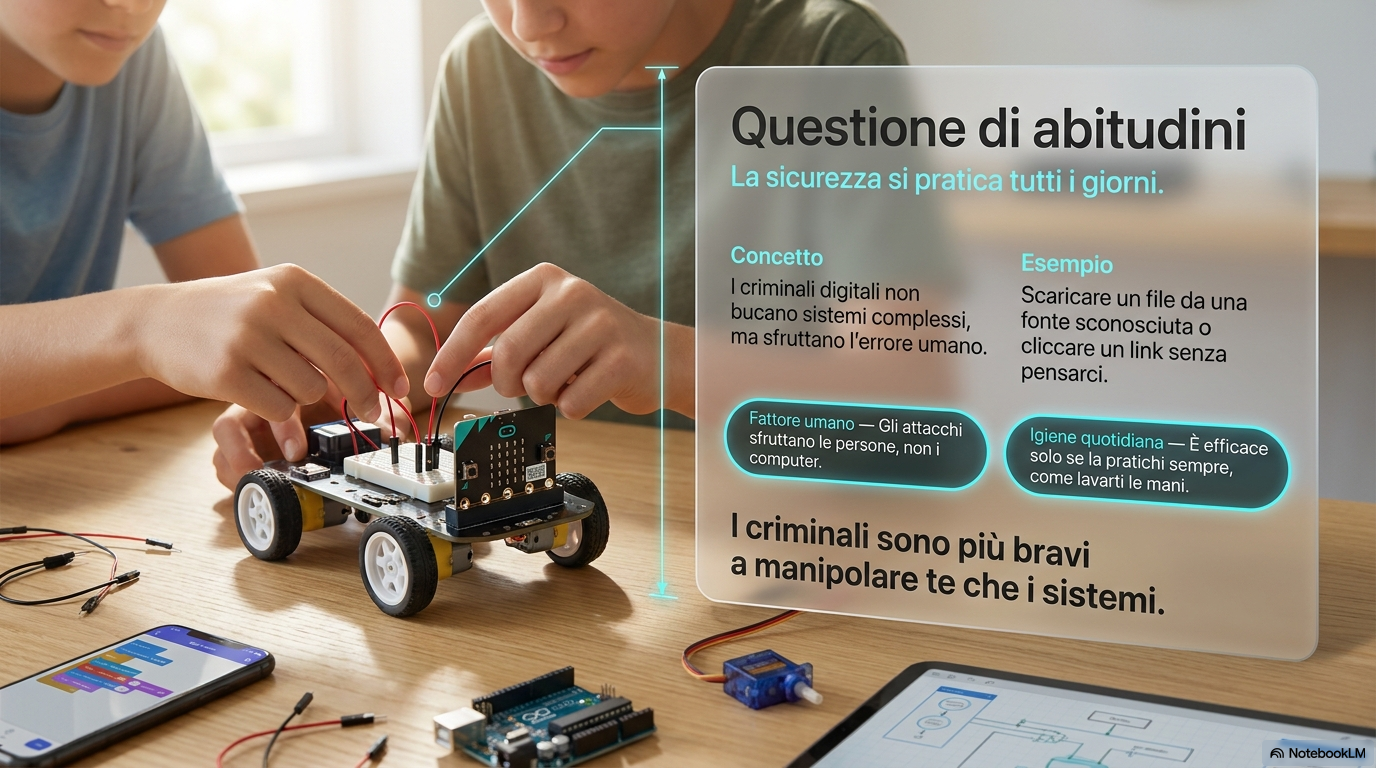 Questione di abitudini
La sicurezza si pratica tutti i giorni.
Concetto
I criminali digitali non
bucano sistemi complessi,
ma sfruttano l'errore umano.
Esempio
Scaricare un file da una
fonte sconosciuta o
cliccare un link senza
pensarci.
Fattore umano — Gli attacchi
sfruttano le persone, non i
computer.
Igiene quotidiana — È efficace
solo se la pratichi sempre,
come lavarti le mani.
I criminali sono più bravi
a manipolare te che i sistemi.
NotebookLM